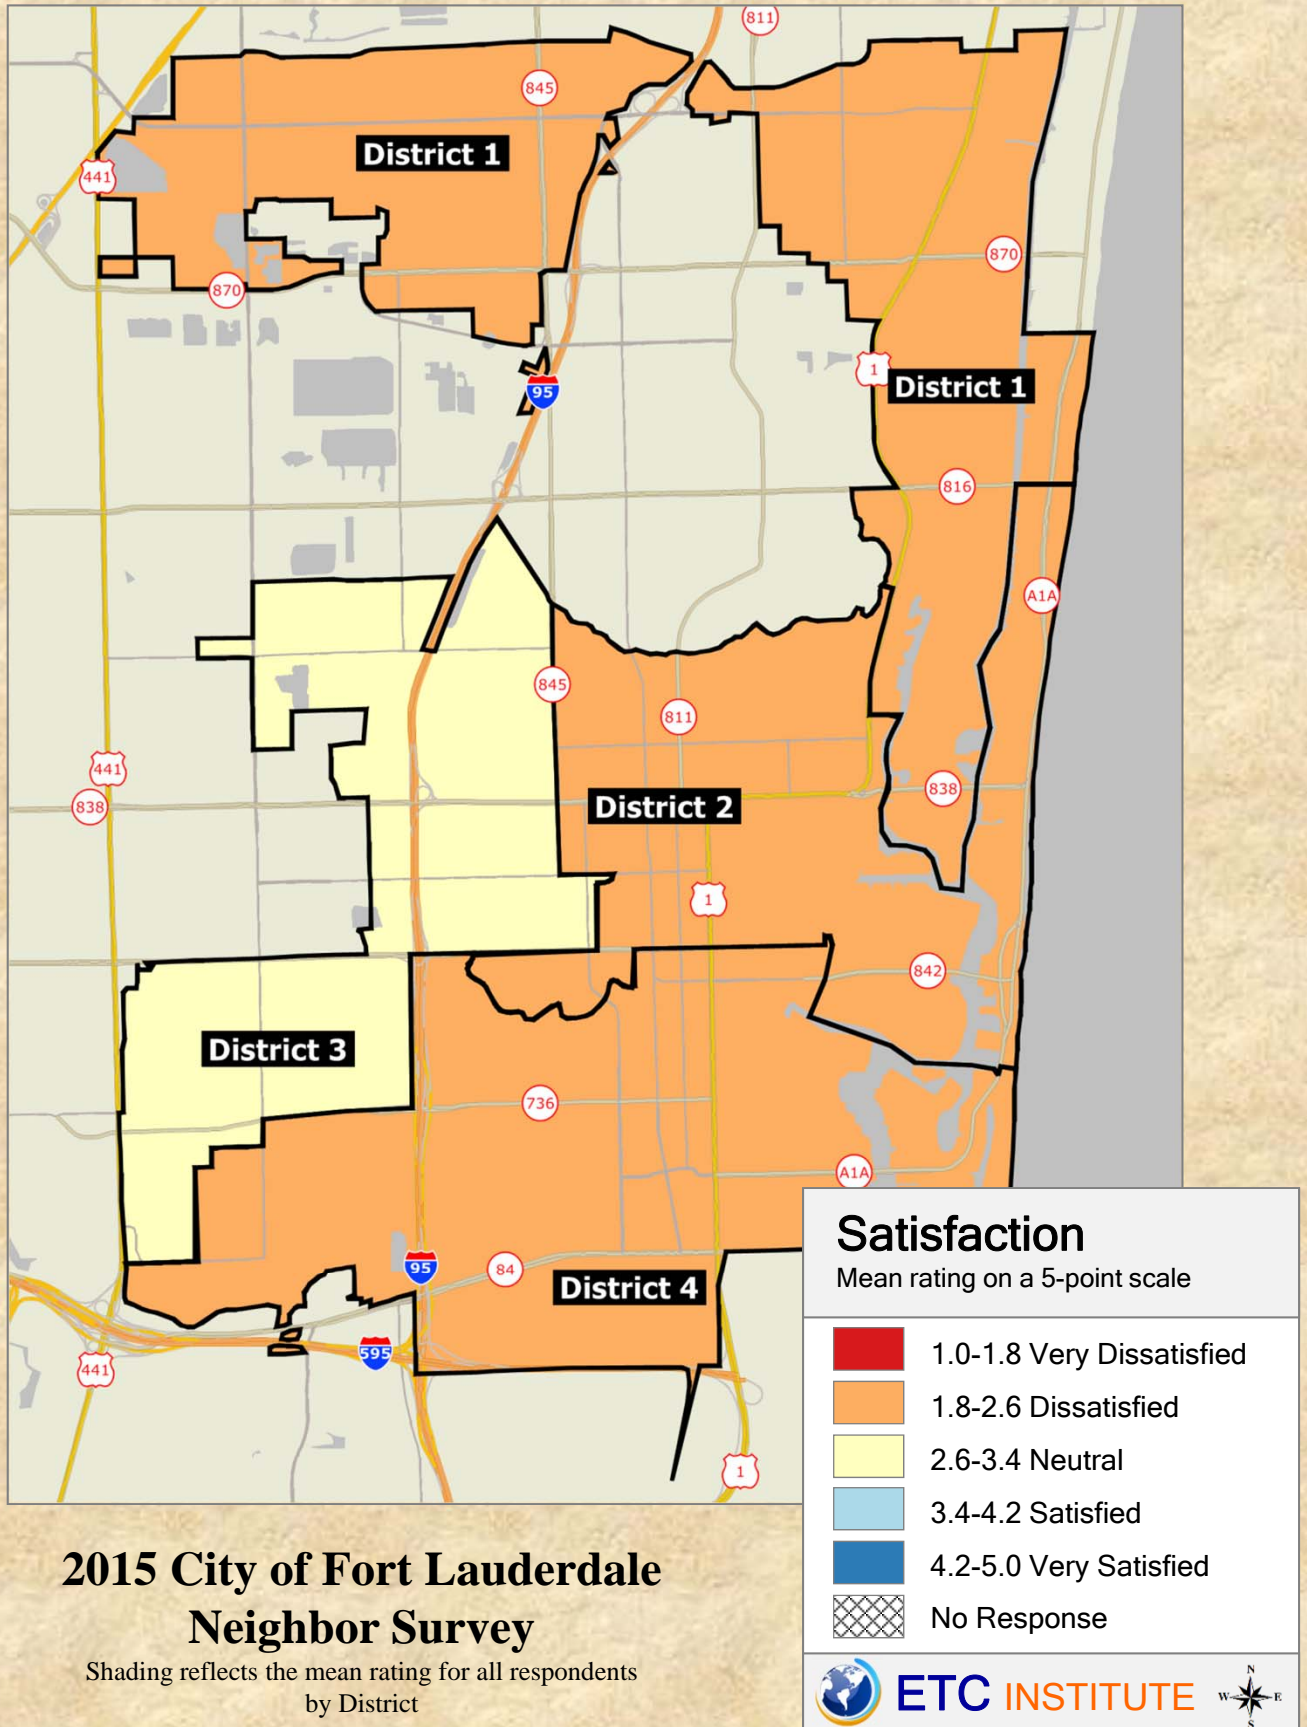 811
845
District 1
441
870
870
1
District 1
95
816
A1A
845
811
441
838
838
District 2
1
842
District 3
736
A1A
95
84
District 4
595
441
1
Satisfaction
Mean rating on a 5-point scale
1.0-1.8 Very Dissatisfied
1.8-2.6 Dissatisfied
2.6-3.4 Neutral
3.4-4.2 Satisfied
4.2-5.0 Very Satisfied
No Response
2015 City of Fort Lauderdale
Neighbor Survey
Shading reflects the mean rating for all respondents
by District
ETC INSTITUTE
N
W E
S